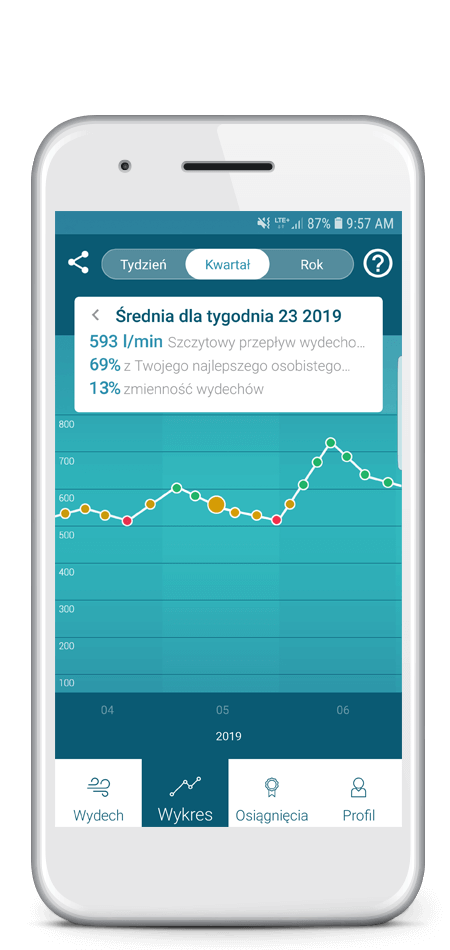 LTE+ 87% 9:57 AM
Tydzień Kwartał Rok ?
Średnia dla tygodnia 23 2019
593 l/min Szczytowy przepływ wydecho...
69% z Twojego najlepszego osobistego...
13% zmienność wydechów
800
700
600
500
400
300
200
100
04 05 06
2019
Wydech Wykres Osiągnięcia Profil